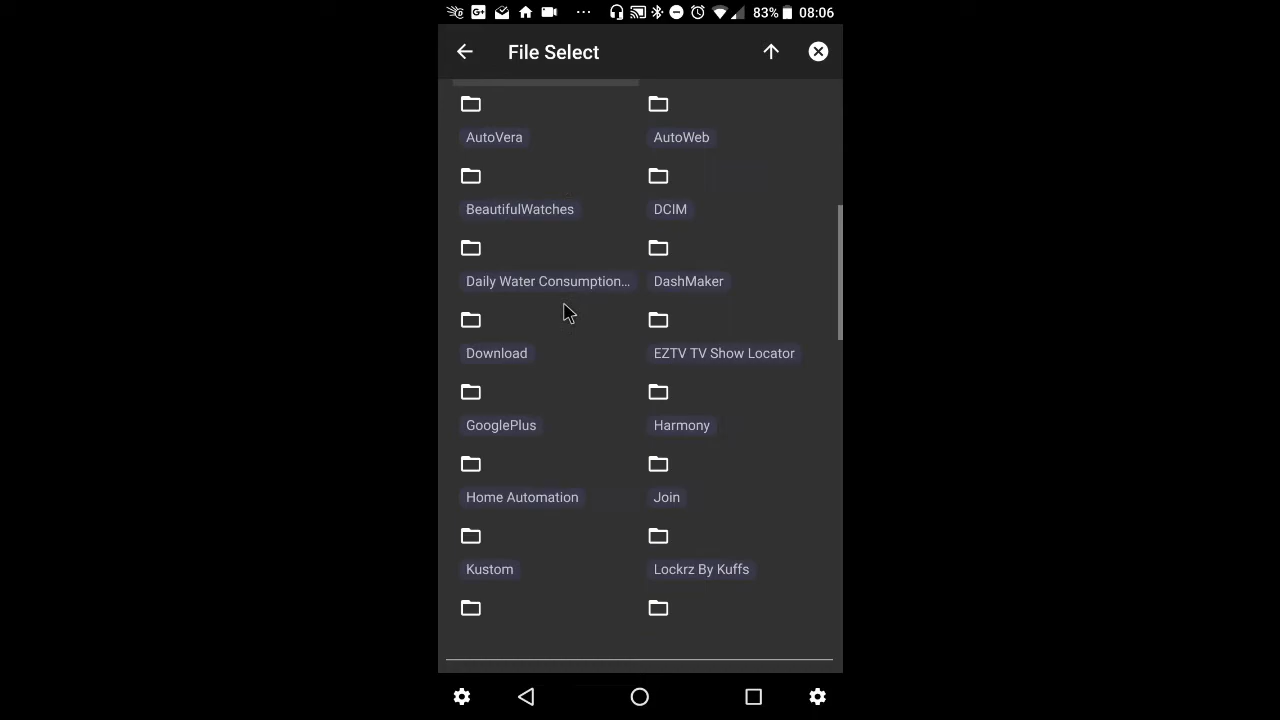 G+ 83% 08:06
File Select
AutoVera AutoWeb
BeautifulWatches DCIM
Daily Water Consumption... DashMaker
Download EZTV TV Show Locator
GooglePlus Harmony
Home Automation Join
Kustom Lockrz By Kuffs